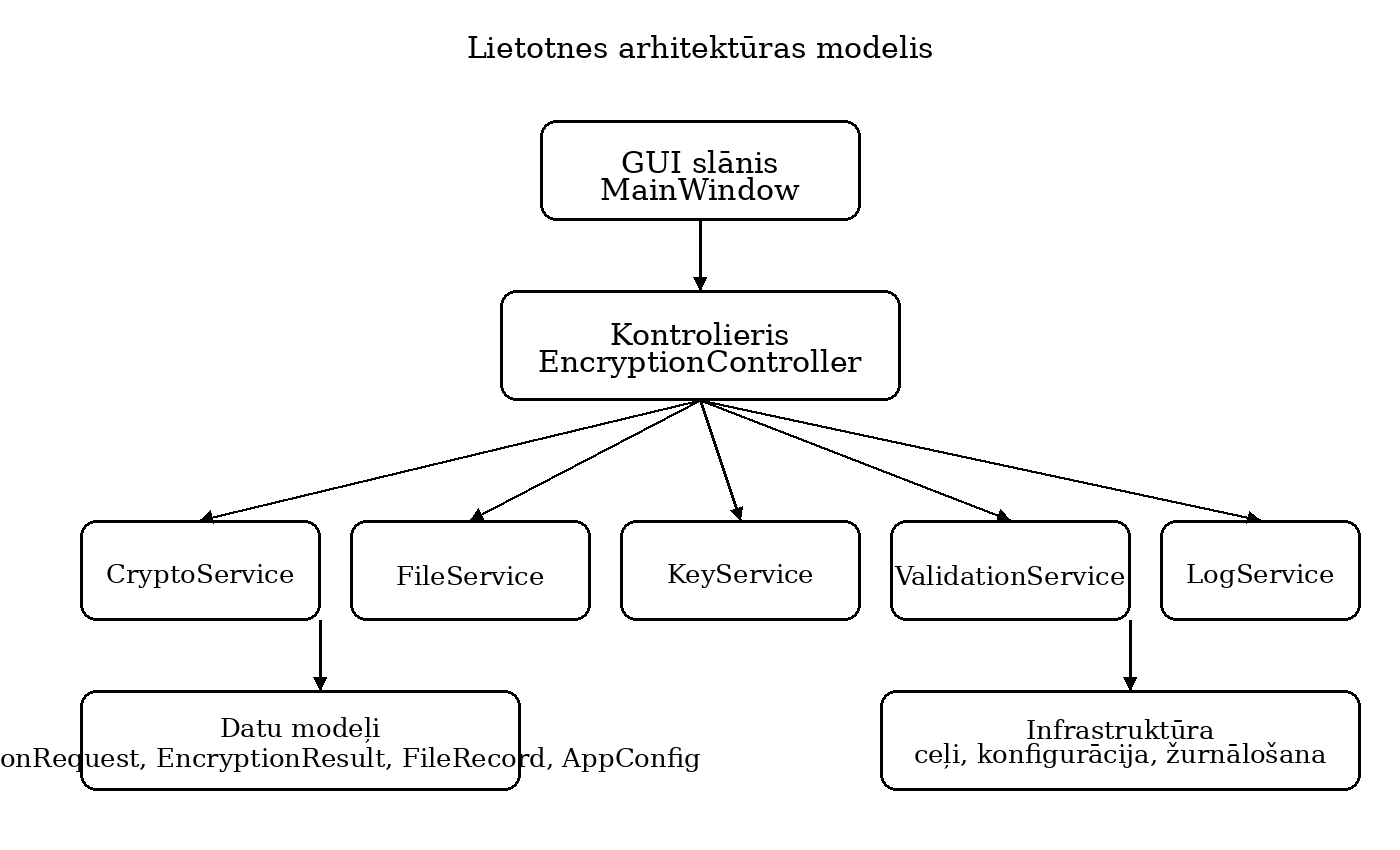 Lietotnes arhitektūras modelis
GUI slānis
MainWindow
Kontrolieris
EncryptionController
CryptoService
FileService
KeyService
ValidationService
LogService
Datu modeļi
onRequest, EncryptionResult, FileRecord, AppConfig
Infrastruktūra
ceļi, konfigurācija, žurnālošana